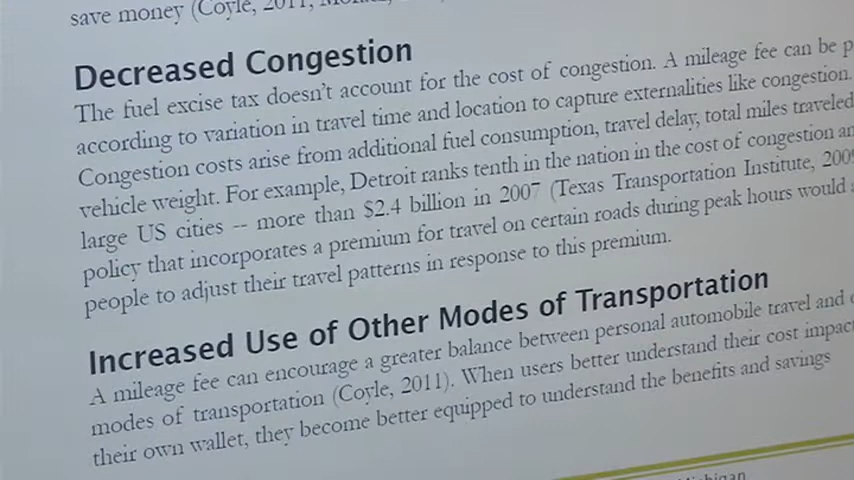 save money (Coyle, 2011,
Decreased Congestion
The fuel excise tax doesn't account for the cost of congestion. A mileage fee can be p
according to variation in travel time and location to capture externalities like congestion.
Congestion costs arise from additional fuel consumption, travel delay, total miles traveled
vehicle weight. For example, Detroit ranks tenth in the nation in the cost of congestion
large US cities -- more than $2.4 billion in 2007 (Texas Transportation Institute, 2009
policy that incorporates a premium for travel on certain roads during peak hours would
people to adjust their travel patterns in response to this premium.
Increased Use of Other Modes of Transportation
A mileage fee can encourage a greater balance between personal automobile travel and
modes of transportation (Coyle, 2011). When users better understand their cost impact
their own wallet, they become better equipped to understand the benefits and savings